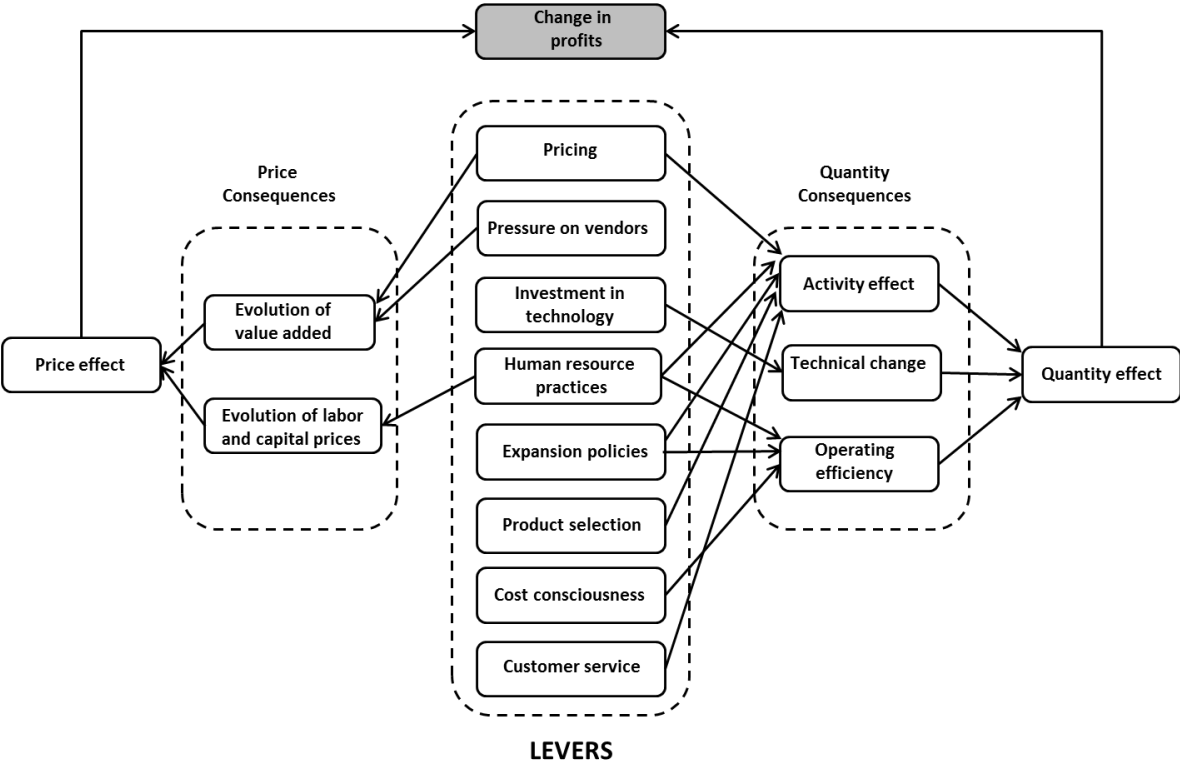 Change in
profits
Price
Consequences
Quantity
Consequences
Pricing
Pressure on vendors
Investment in
technology
Human resource
practices
Expansion policies
Product selection
Cost consciousness
Customer service
Evolution of
value added
Evolution of labor
and capital prices
Price effect
Activity effect
Technical change
Operating
efficiency
Quantity effect
LEVERS